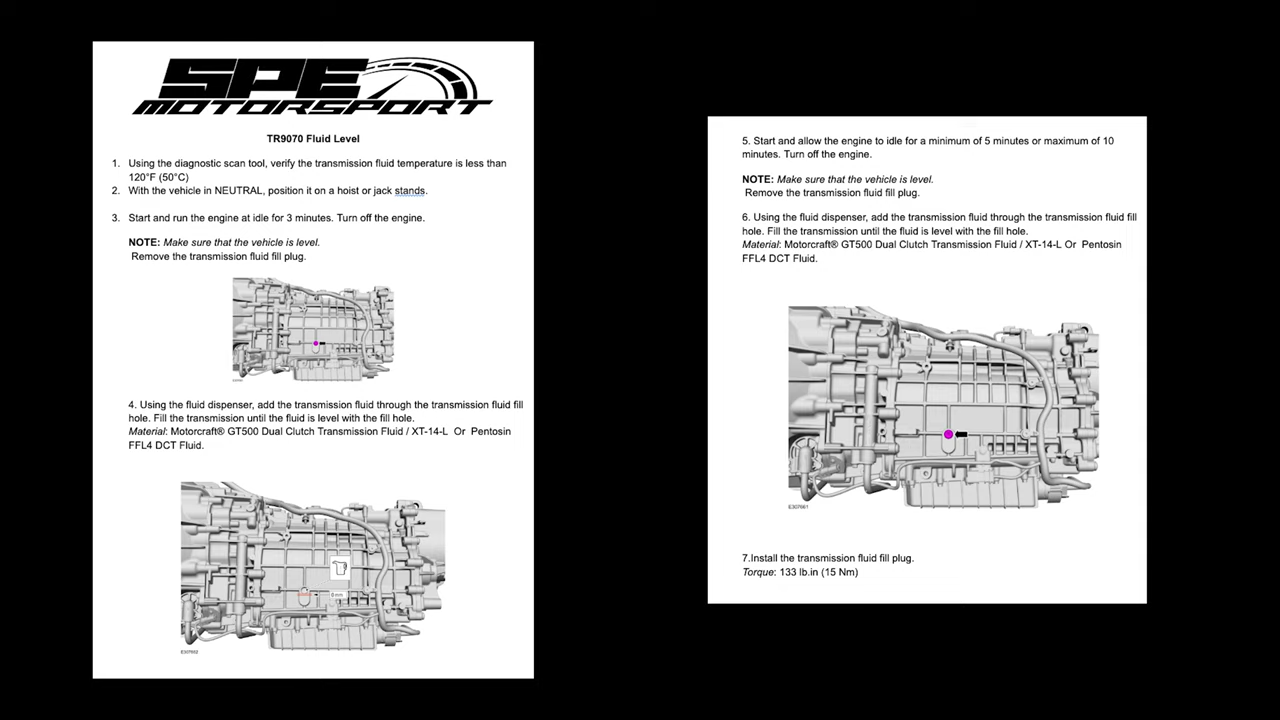 SPE
MOTORSPORT
TR9070 Fluid Level
1. Using the diagnostic scan tool, verify the transmission fluid temperature is less than
120°F (50°C)
2. With the vehicle in NEUTRAL, position it on a hoist or jack stands.
3. Start and run the engine at idle for 3 minutes. Turn off the engine.
NOTE: Make sure that the vehicle is level.
Remove the transmission fluid fill plug.
4. Using the fluid dispenser, add the transmission fluid through the transmission fluid fill
hole. Fill the transmission until the fluid is level with the fill hole.
Material: Motorcraft® GT500 Dual Clutch Transmission Fluid / XT-14-L Or Pentosin
FFL4 DCT Fluid.
6 mm
E307662
5. Start and allow the engine to idle for a minimum of 5 minutes or maximum of 10
minutes. Turn off the engine.
NOTE: Make sure that the vehicle is level.
Remove the transmission fluid fill plug.
6. Using the fluid dispenser, add the transmission fluid through the transmission fluid fill
hole. Fill the transmission until the fluid is level with the fill hole.
Material: Motorcraft® GT500 Dual Clutch Transmission Fluid / XT-14-L Or Pentosin
FFL4 DCT Fluid.
E307661
7.Install the transmission fluid fill plug.
Torque: 133 lb.in (15 Nm)